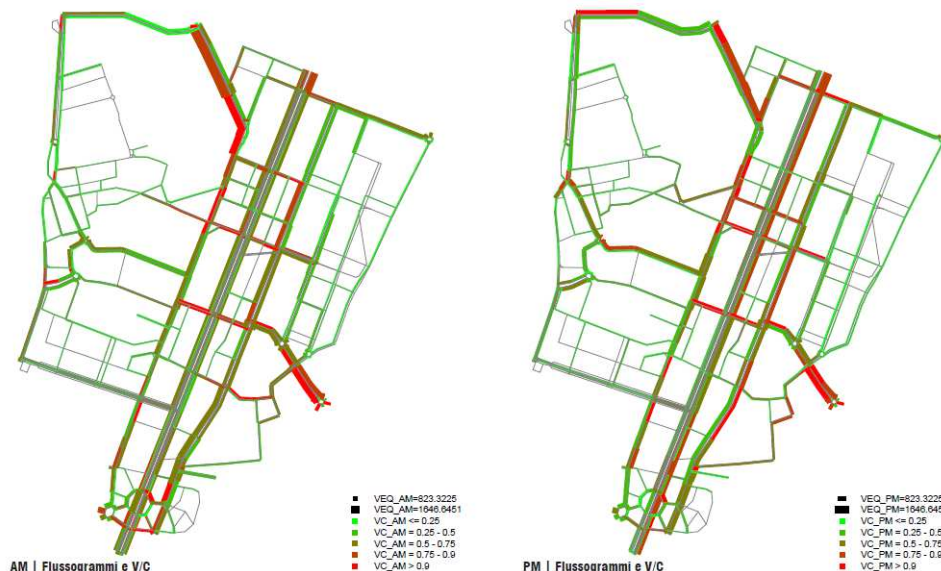 VEQ_AM=823.3225
VEQ_AM=1646.6451
VC_AM <= 0.25
VC_AM = 0.25 - 0.5
VC_AM = 0.5 - 0.75
VC_AM = 0.75 - 0.9
VC_AM > 0.9
AM | Flussogrammi e V/C
VEQ_PM=823.3225
VEQ_PM=1646.645
VC_PM <= 0.25
VC_PM = 0.25 - 0.5
VC_PM = 0.5 - 0.75
VC_PM = 0.75 - 0.9
VC_PM > 0.9
PM | Flussogrammi e V/C